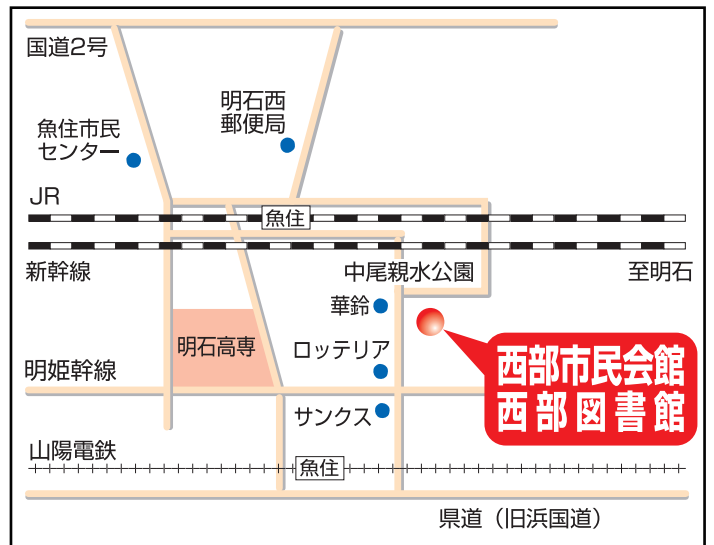 国道2号
明石西
郵便局
魚住市民
センター
JR
魚住
新幹線
中尾親水公園
至明石
華鈴
明石高専
ロッテリア
西部市民会館
西部図書館
明姫幹線
サンクス
山陽電鉄
魚住
県道（旧浜国道）